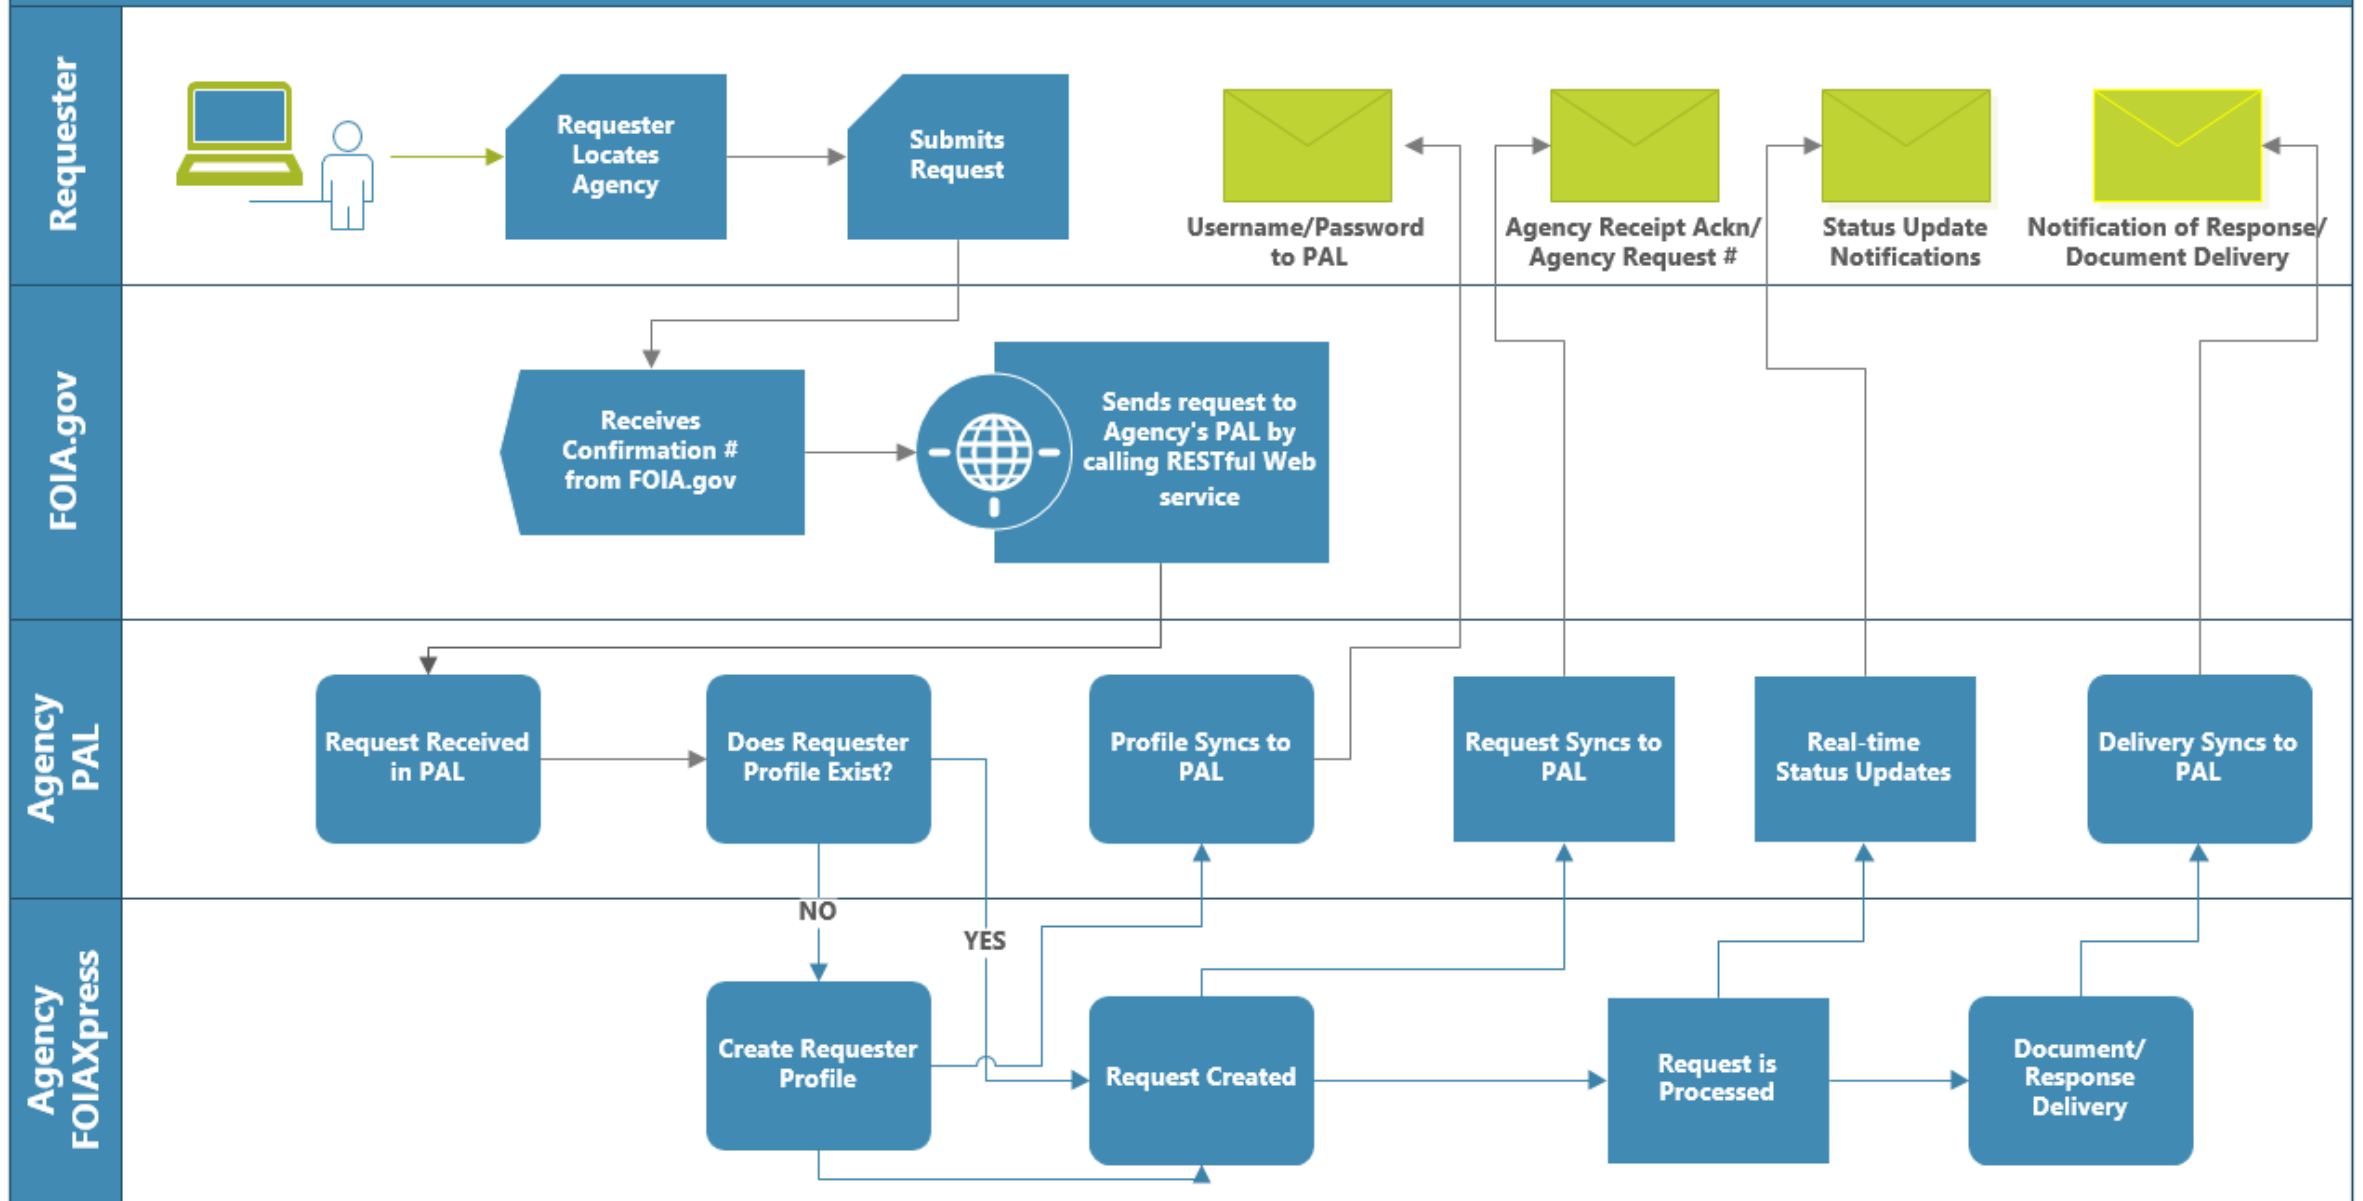 Requester
Requester
Locates
Agency
Submits
Request
Username/Password
to PAL
Agency Receipt Ackn/
Agency Request #
Status Update
Notifications
Notification of Response/
Document Delivery
FOIA.gov
Receives
Confirmation #
from FOIA.gov
Sends request to
Agency's PAL by
calling RESTful Web
service
Agency
PAL
Request Received
in PAL
Does Requester
Profile Exist?
Profile Syncs to
PAL
Request Syncs to
PAL
Real-time
Status Updates
Delivery Syncs to
PAL
NO
YES
Agency
FOIAXpress
Create Requester
Profile
Request Created
Request is
Processed
Document/
Response
Delivery